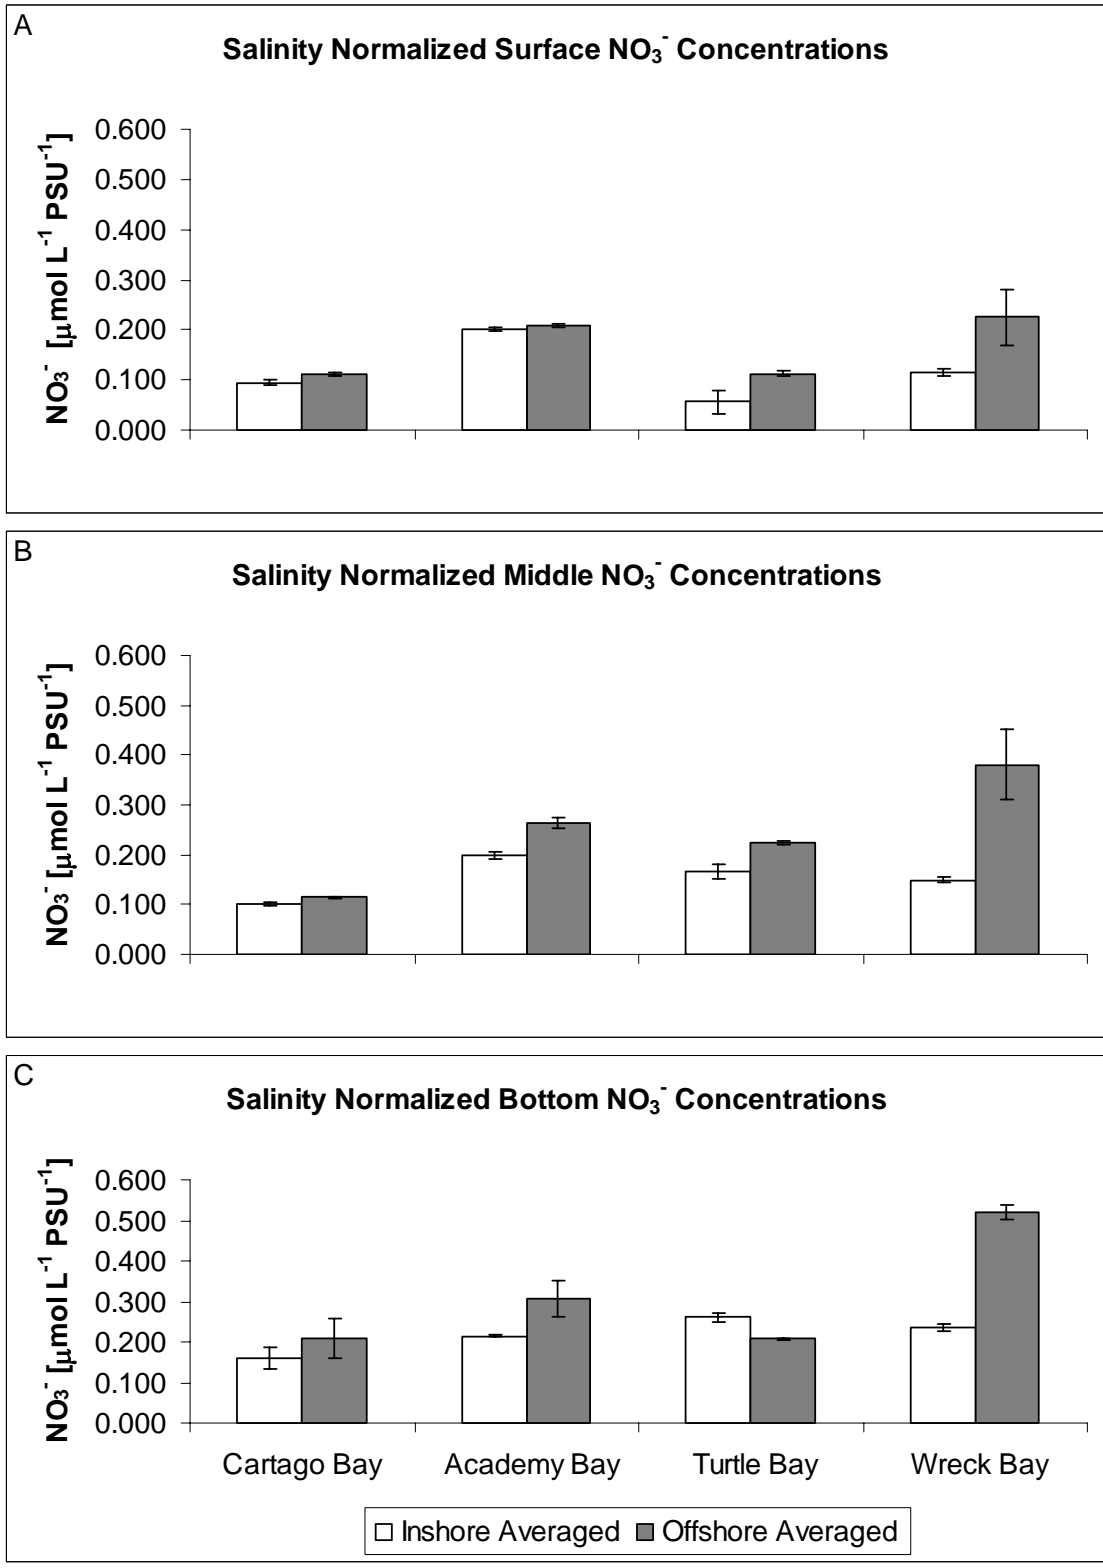 A
Salinity Normalized Surface NO₃⁻ Concentrations
NO₃⁻ [µmol L⁻¹ PSU⁻¹]
0.600
0.500
0.400
0.300
0.200
0.100
0.000
B
Salinity Normalized Middle NO₃⁻ Concentrations
NO₃⁻ [µmol L⁻¹ PSU⁻¹]
0.600
0.500
0.400
0.300
0.200
0.100
0.000
C
Salinity Normalized Bottom NO₃⁻ Concentrations
NO₃⁻ [µmol L⁻¹ PSU⁻¹]
0.600
0.500
0.400
0.300
0.200
0.100
0.000
Cartago Bay Academy Bay Turtle Bay Wreck Bay
Inshore Averaged Offshore Averaged